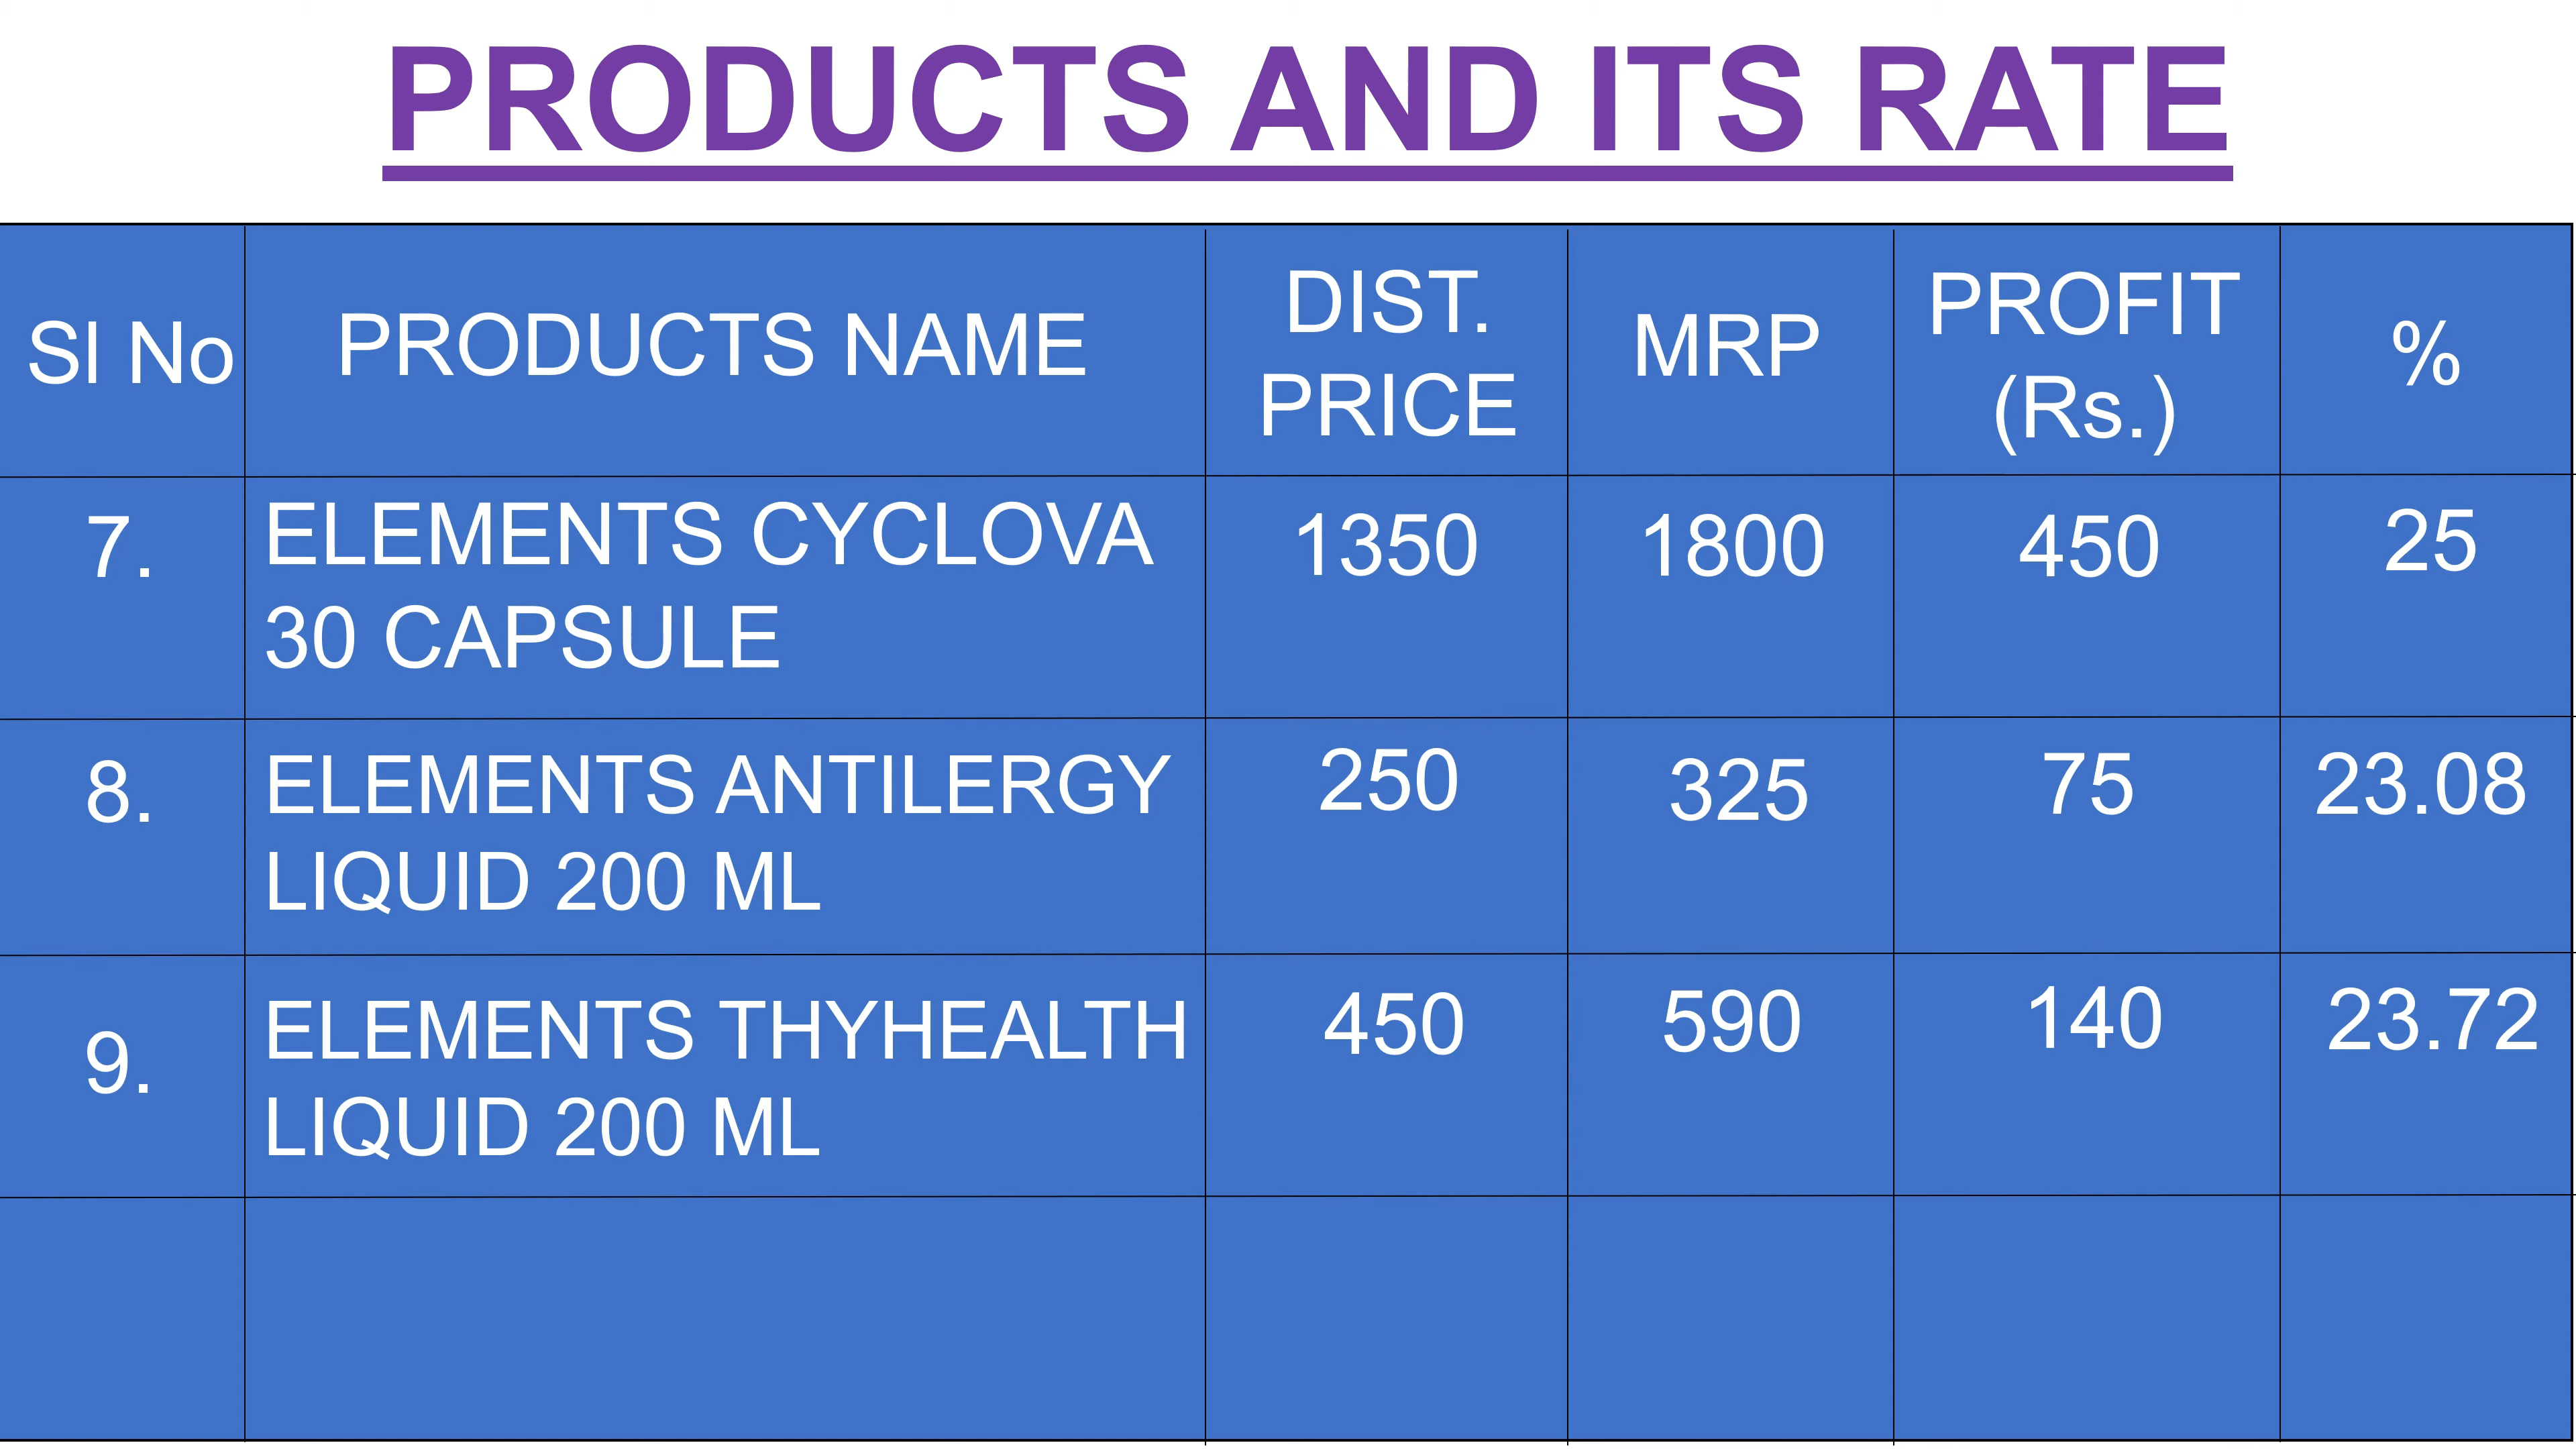 PRODUCTS AND ITS RATE
Sl No PRODUCTS NAME DIST. PRICE MRP PROFIT (Rs.) %
7. ELEMENTS CYCLOVA 1350 1800 450 25
30 CAPSULE
8. ELEMENTS ANTILERGY 250 325 75 23.08
LIQUID 200 ML
9. ELEMENTS THYHEALTH 450 590 140 23.72
LIQUID 200 ML